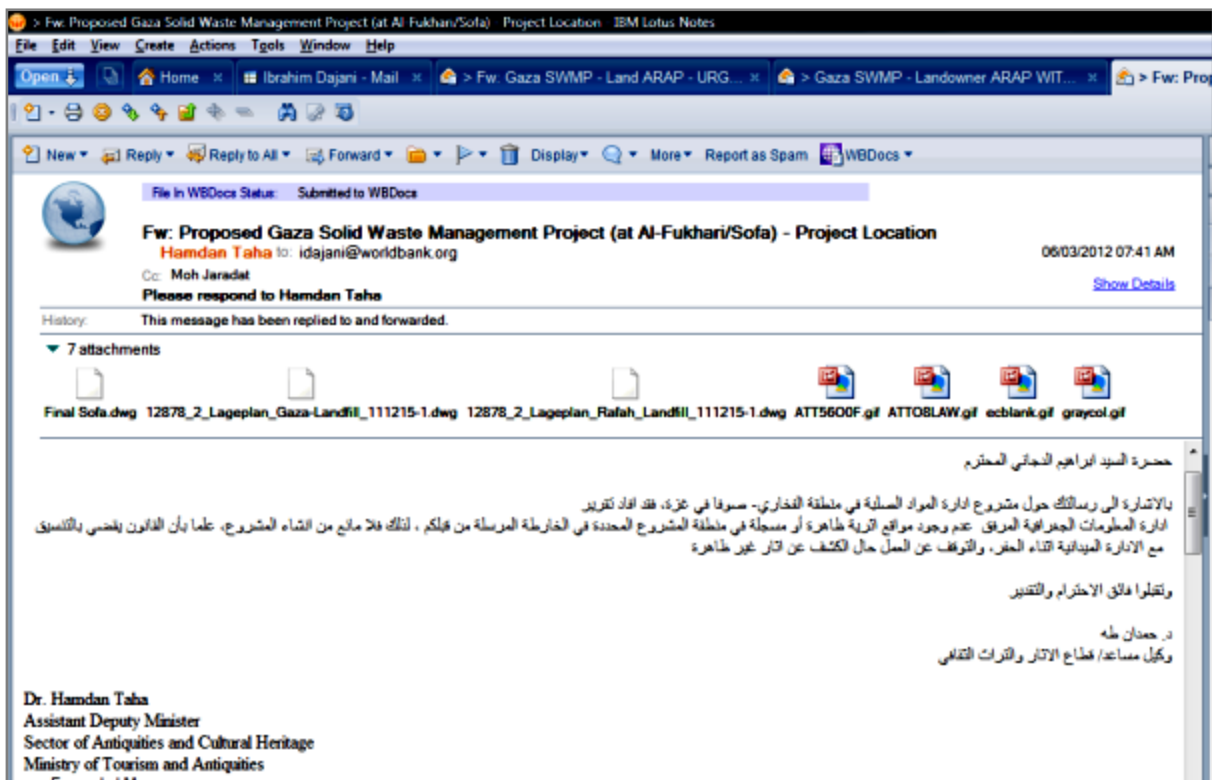 > Fw: Proposed Gaza Solid Waste Management Project (at Al Fukhari/Sofa) Project Location IBM Lotus Notes
File Edit View Create Actions Tools Window Help
Open Home × Ibrahim Dajani - Mail × > Fw: Gaza SWMP - Land ARAP - URG... × > Gaza SWMP - Landowner ARAP WIT... × > Fw: Prop
New Reply Reply to All Forward Display More Report as Spam WBDocs
File In WBDocs Status: Submitted to WBDocs
Fw: Proposed Gaza Solid Waste Management Project (at Al-Fukhari/Sofa) - Project Location
Hamdan Taha to: idajani@worldbank.org 06/03/2012 07:41 AM
Cc: Moh Jaradat
Show Details
Please respond to Hamdan Taha
History: This message has been replied to and forwarded.
7 attachments
Final Sofa.dwg 12878_2_Lageplan_Gaza-Landfill_111215-1.dwg 12878_2_Lageplan_Rafah_Landfill_111215-1.dwg ATT5600F.gif ATTO8LAW.gif ecblank.gif graycol.gif
حضرة السيد ابراهيم الدجاني المحترم
بالاشارة الى رسالتك حول مشروع ادارة المواد الصلبة في منطقة الفخاري- صوفا في غزة، فقد افاد تقرير
ادارة المعلومات الجغرافية المرفق عدم وجود مواقع اثرية ظاهرة أو مسجلة في منطقة المشروع المحددة في الخارطة المرسلة من قبلكم ، لذلك فلا مانع من انشاء المشروع، علما بأن القانون يقضي بالتنسيق
مع الادارة الميدانية اثناء الحفر، والتوقف عن العمل حال الكشف عن اثار غير ظاهرة
وتقبلوا فائق الاحترام والتقدير
د. حمدان طه
وكيل مساعد/ قطاع الاثار والتراث الثقافي
Dr. Hamdan Taha
Assistant Deputy Minister
Sector of Antiquities and Cultural Heritage
Ministry of Tourism and Antiquities